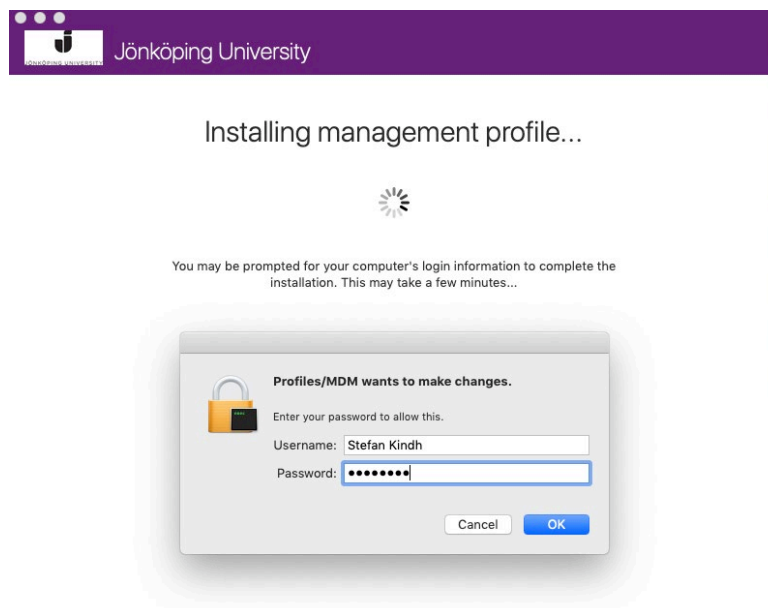 JÖNKÖPING UNIVERSITY
Jönköping University
Installing management profile...
You may be prompted for your computer's login information to complete the
installation. This may take a few minutes...
Profiles/MDM wants to make changes.
Enter your password to allow this.
Username: Stefan Kindh
Password: ••••••••
Cancel OK